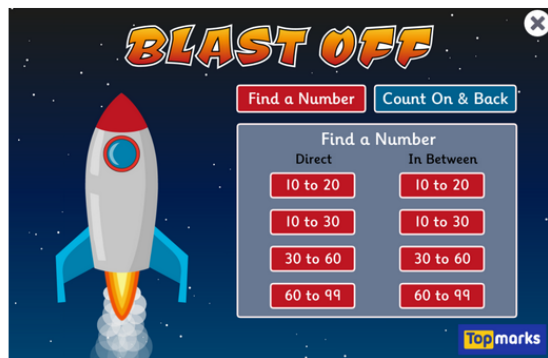 BLAST OFF
Find a Number Count On & Back
Find a Number
Direct In Between
10 to 20 10 to 20
10 to 30 10 to 30
30 to 60 30 to 60
60 to 99 60 to 99
Topmarks